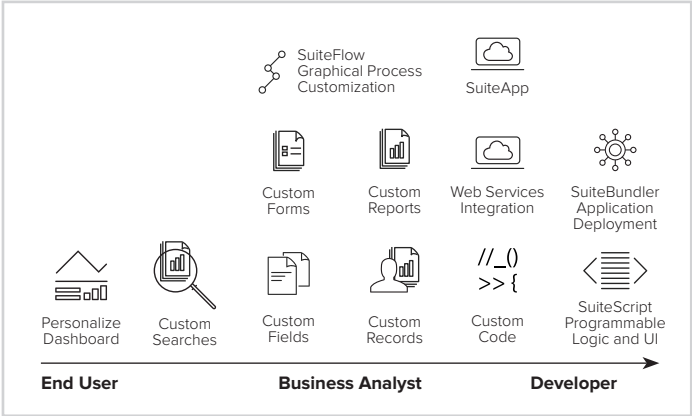 SuiteFlow
Graphical Process
Customization
SuiteApp
Custom
Forms
Custom
Reports
Web Services
Integration
SuiteBundler
Application
Deployment
//_()
>> {
Personalize
Dashboard
Custom
Searches
Custom
Fields
Custom
Records
Custom
Code
SuiteScript
Programmable
Logic and UI
End User
Business Analyst
Developer